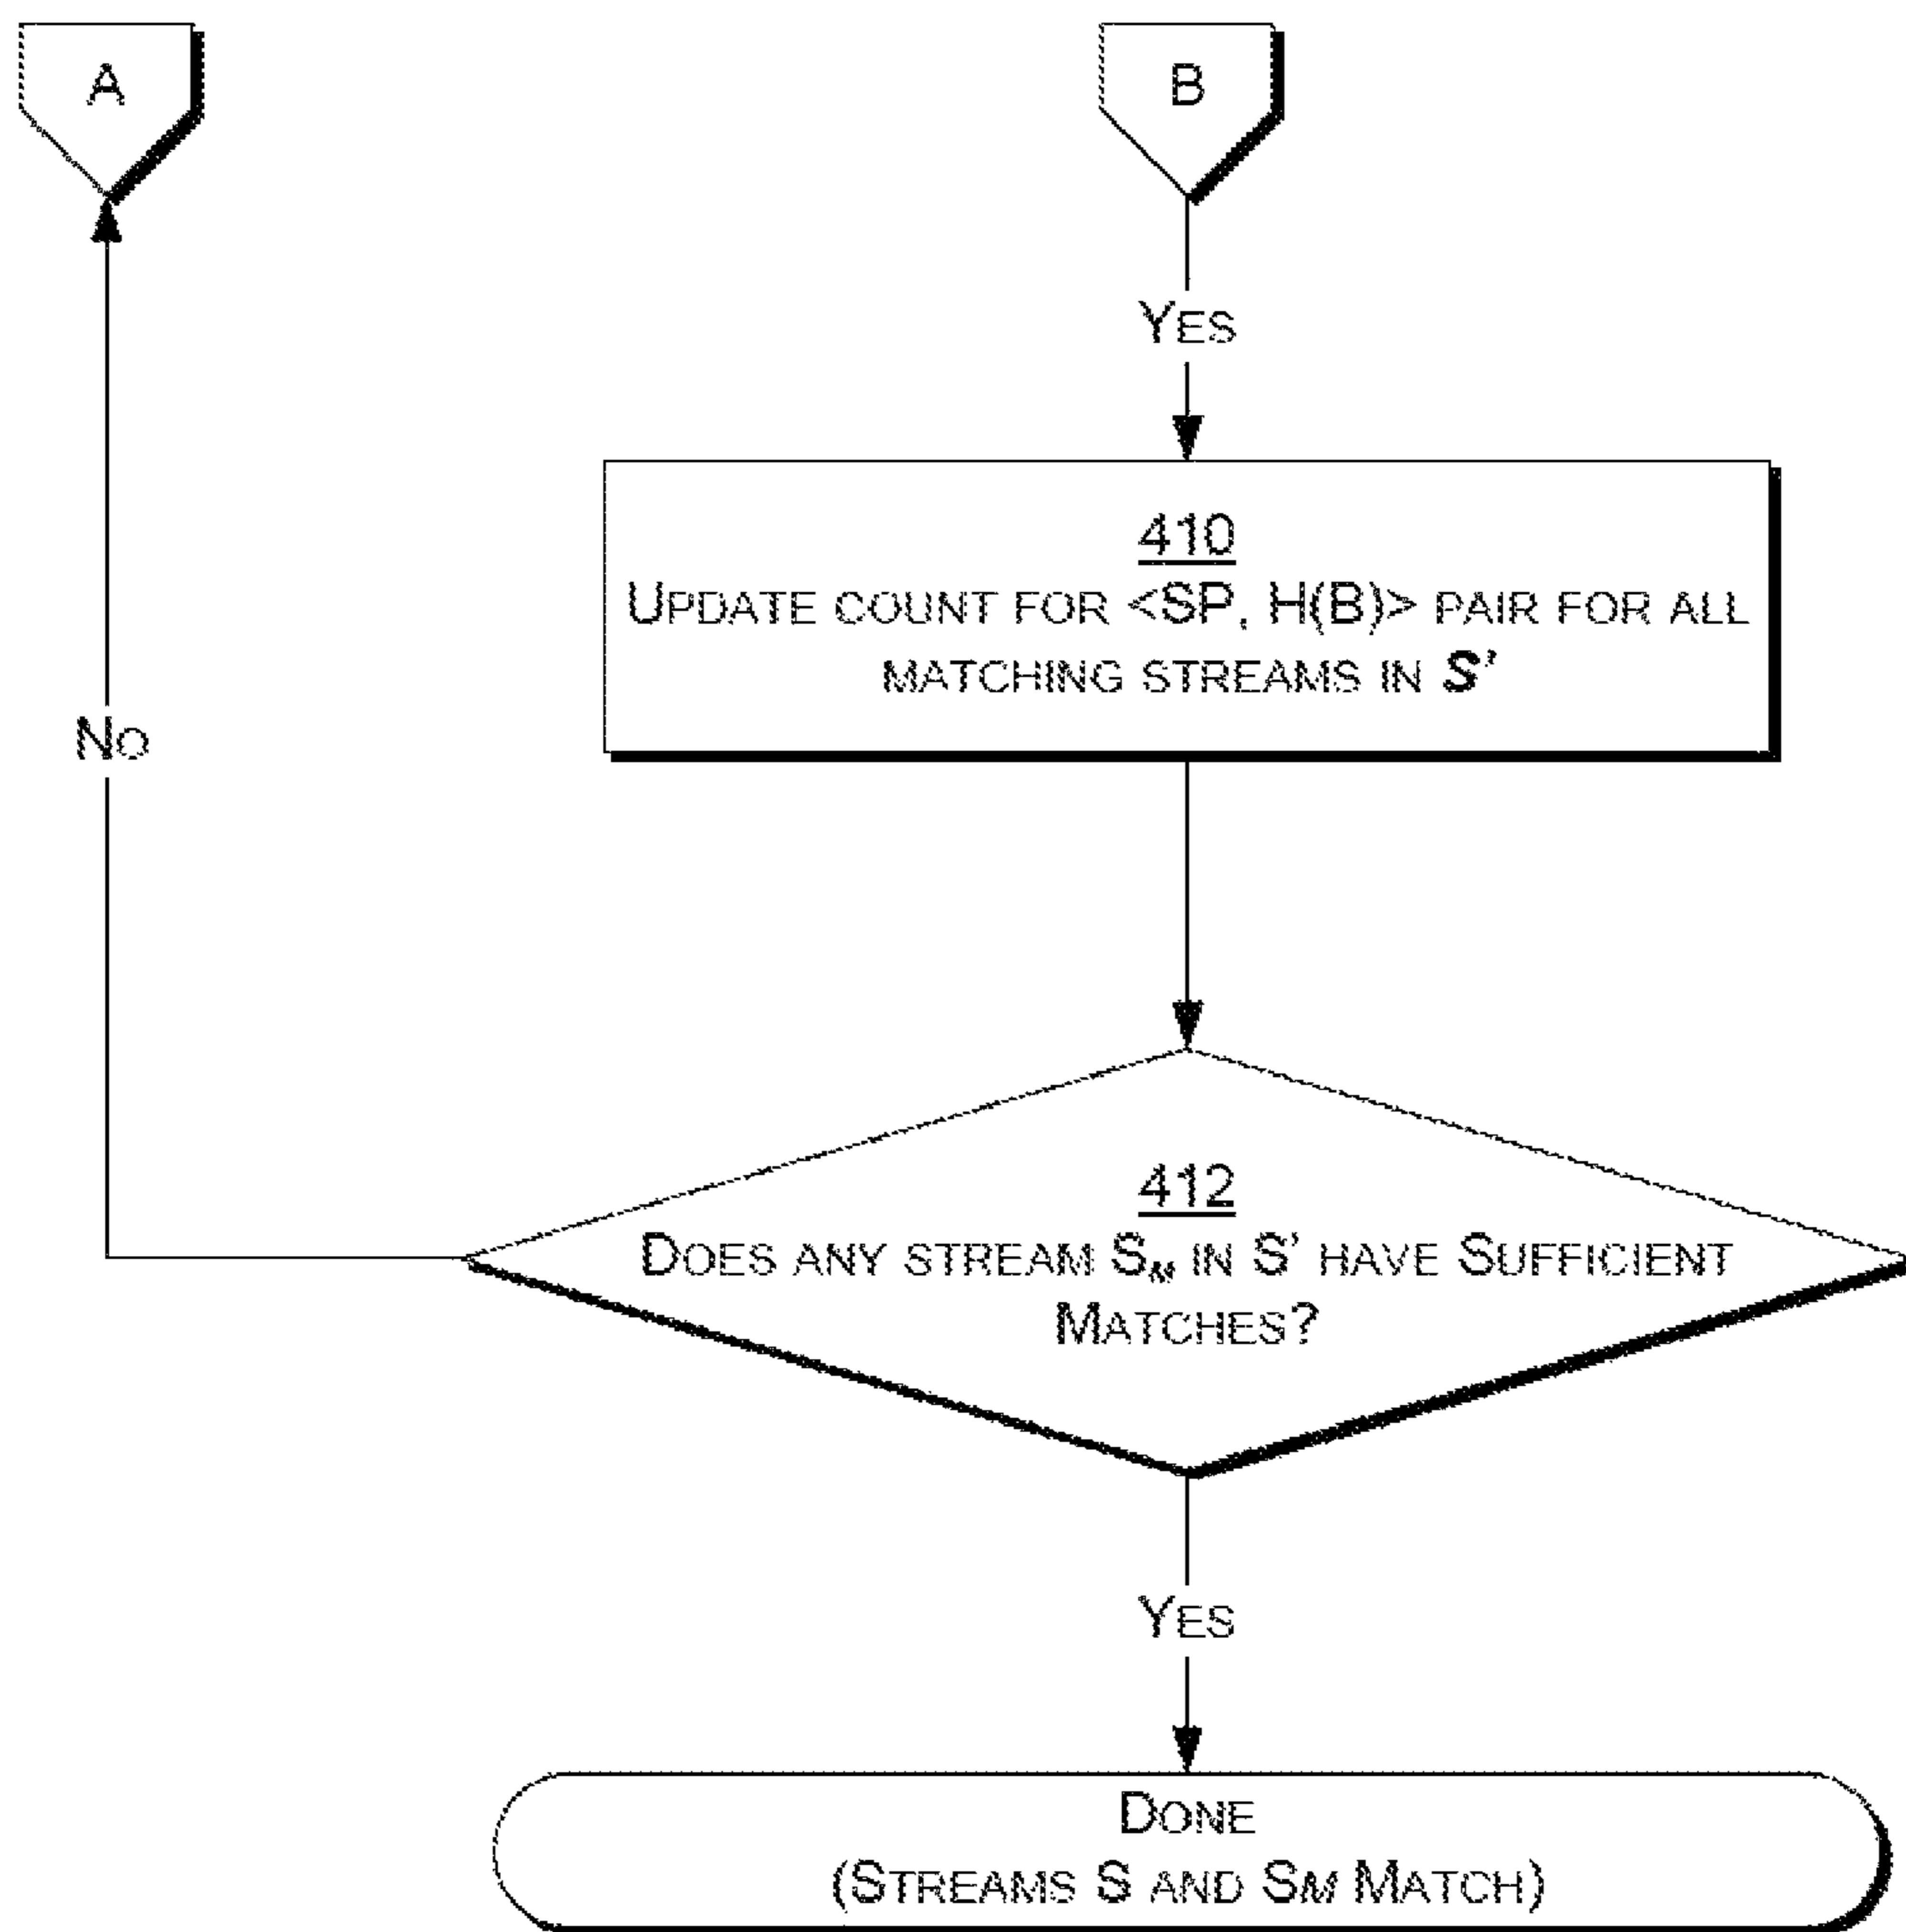 A
B
YES
410
UPDATE COUNT FOR <SP, H(B)> PAIR FOR ALL
MATCHING STREAMS IN S'
NO
412
DOES ANY STREAM SM IN S' HAVE SUFFICIENT
MATCHES?
YES
DONE
(STREAMS S AND SM MATCH)